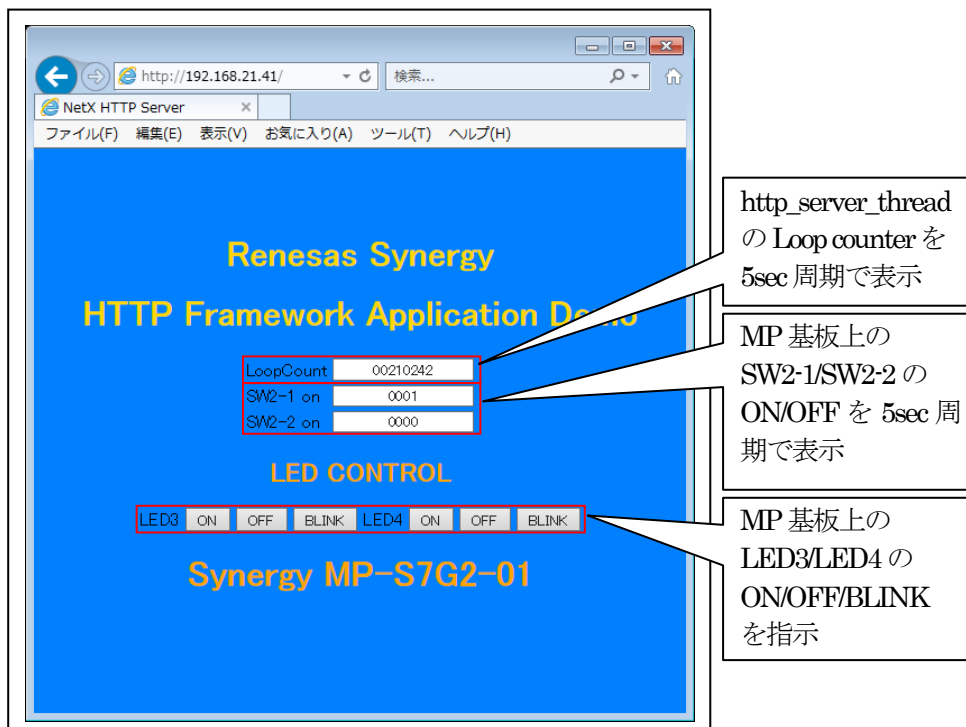 http://192.168.21.41/
検索...
NetX HTTP Server
ファイル(F) 編集(E) 表示(V) お気に入り(A) ツール(T) ヘルプ(H)
Renesas Synergy
HTTP Framework Application Demo
LoopCount 00210242
SW2-1 on 0001
SW2-2 on 0000
LED CONTROL
LED3 ON OFF BLINK LED4 ON OFF BLINK
Synergy MP-S7G2-01
http_server_thread
の Loop counter を
5sec 周期で表示
MP 基板上の
SW2-1/SW2-2 の
ON/OFF を 5sec 周
期で表示
MP 基板上の
LED3/LED4 の
ON/OFF/BLINK
を指示